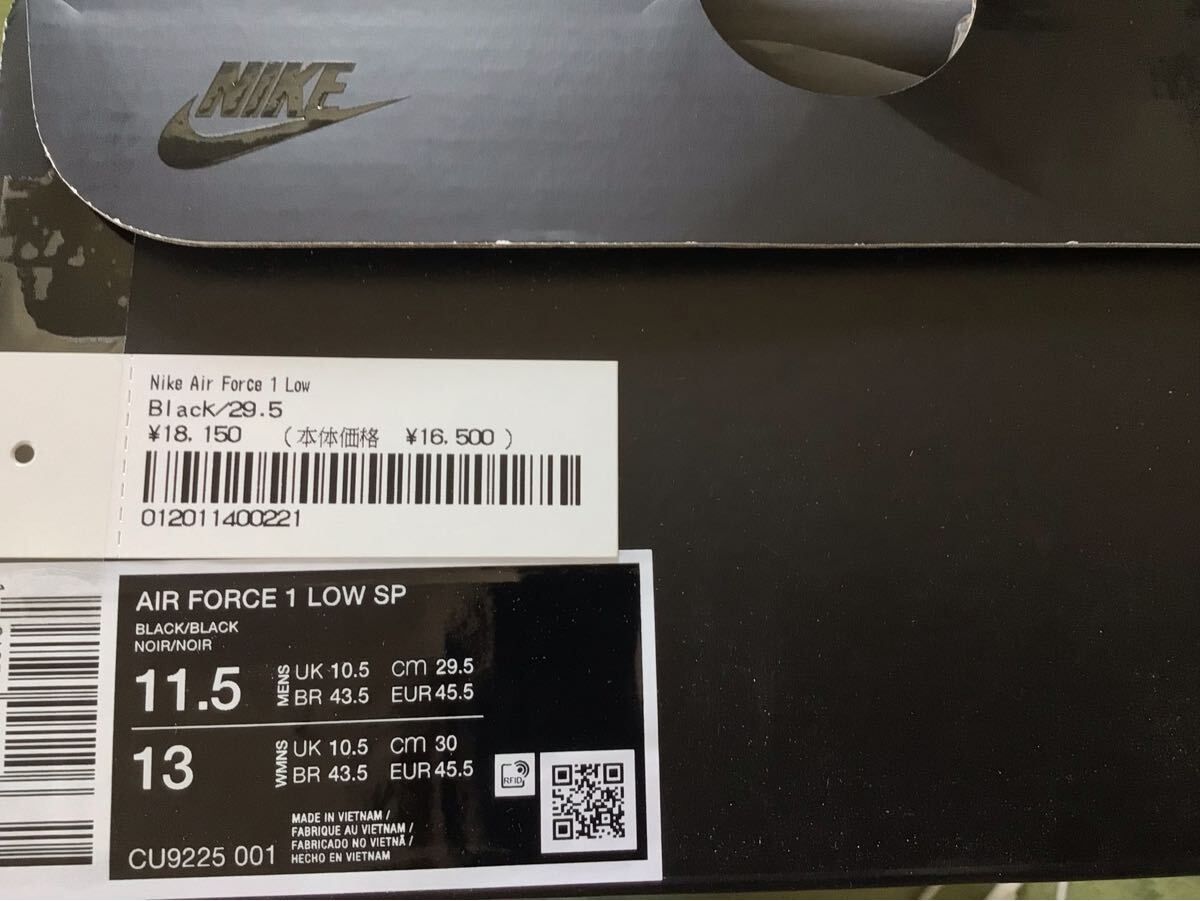 NIKE
Nike Air Force 1 Low
Black/29.5
¥18,150 (本体価格 ¥16,500)
012011400221
AIR FORCE 1 LOW SP
BLACK/BLACK
NOIR/NOIR
11.5 MENS UK 10.5 cm 29.5
BR 43.5 EUR 45.5
13 WMNS UK 10.5 cm 30
BR 43.5 EUR 45.5
RFID
MADE IN VIETNAM /
FABRIQUE AU VIETNAM /
FABRICADO NO VIETNÃ /
HECHO EN VIETNAM
CU9225 001